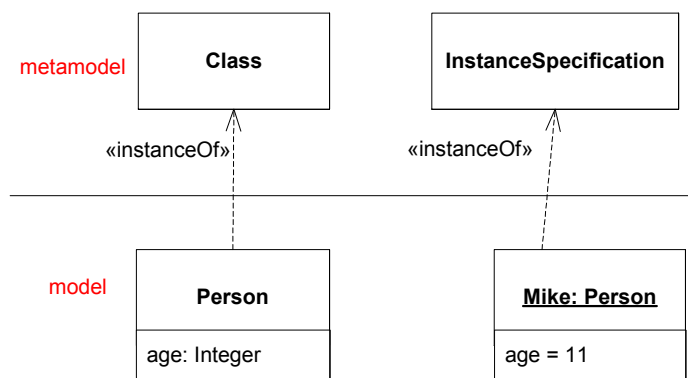 metamodel
Class
InstanceSpecification
«instanceOf»
«instanceOf»
model
Person
Mike: Person
age: Integer
age = 11